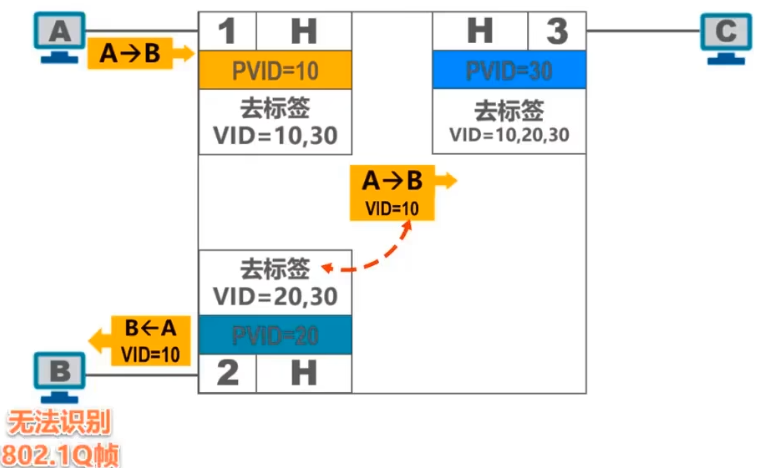 A
A→B
1 H
PVID=10
去标签
VID=10,30
H 3
PVID=30
去标签
VID=10,20,30
C
A→B
VID=10
去标签
VID=20,30
PVID=20
2 H
B←A
VID=10
B
无法识别
802.1Q帧